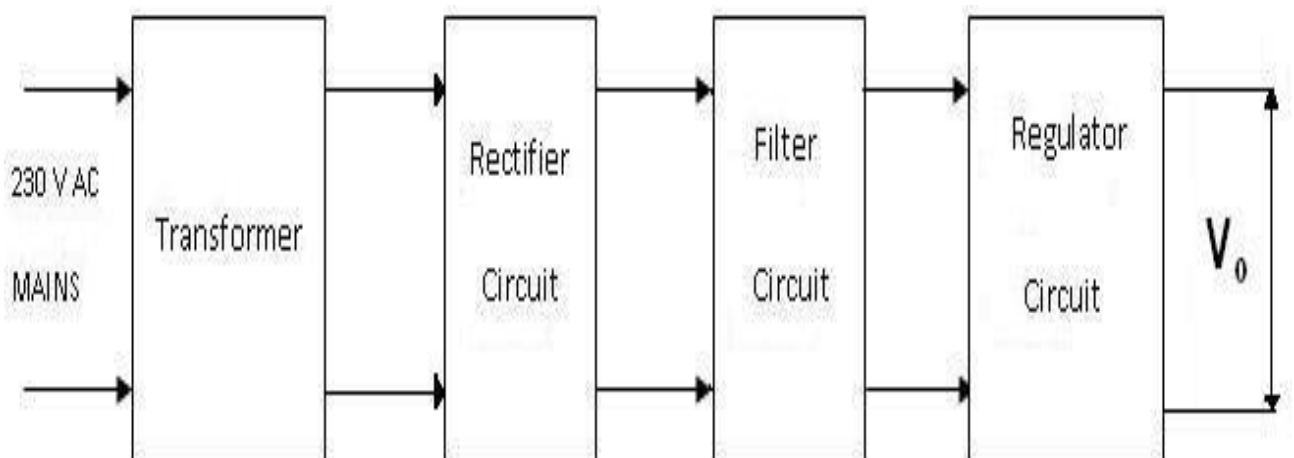 230 V AC
MAINS
Transformer
Rectifier
Circuit
Filter
Circuit
Regulator
Circuit
V₀